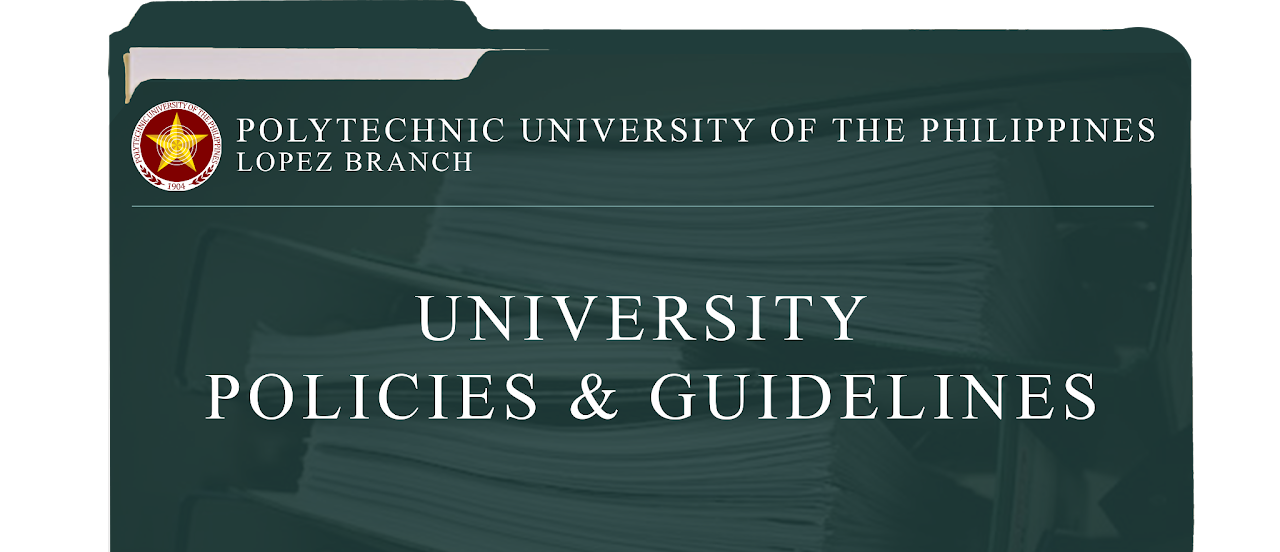 POLYTECHNIC UNIVERSITY OF THE PHILIPPINES
1904
POLYTECHNIC UNIVERSITY OF THE PHILIPPINES
LOPEZ BRANCH
UNIVERSITY
POLICIES & GUIDELINES